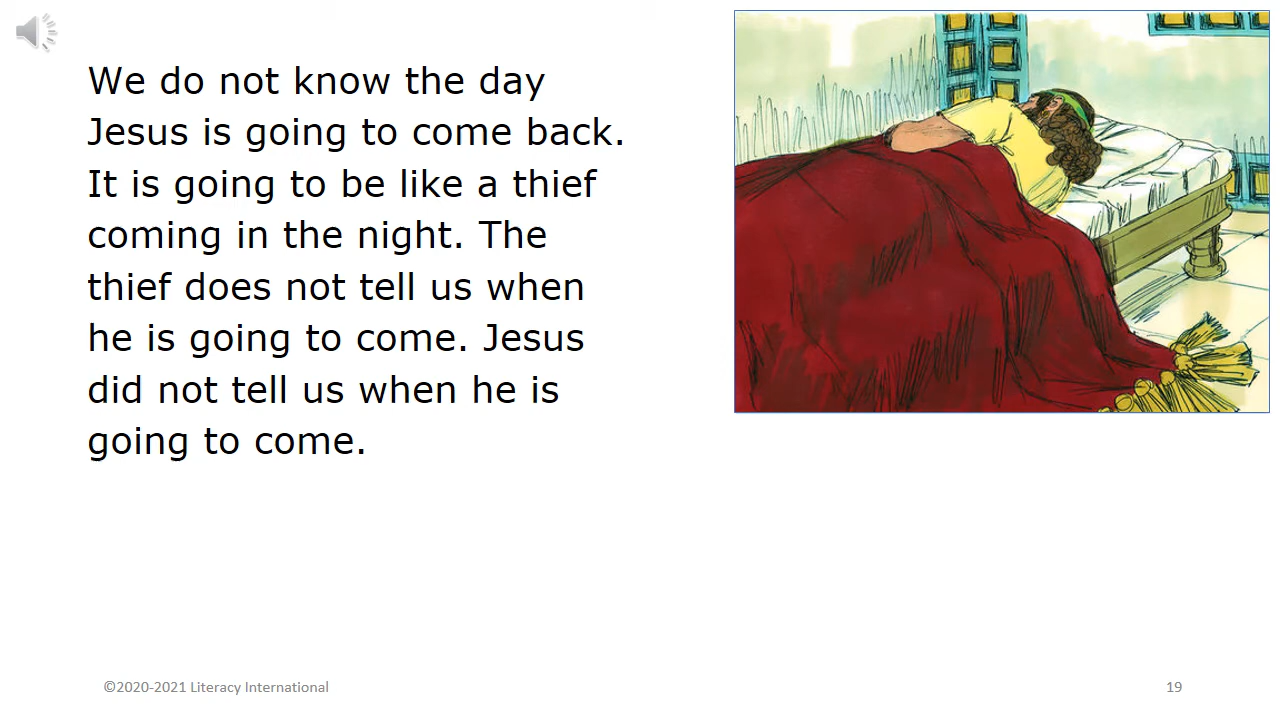 We do not know the day
Jesus is going to come back.
It is going to be like a thief
coming in the night. The
thief does not tell us when
he is going to come. Jesus
did not tell us when he is
going to come.
©2020-2021 Literacy International
19